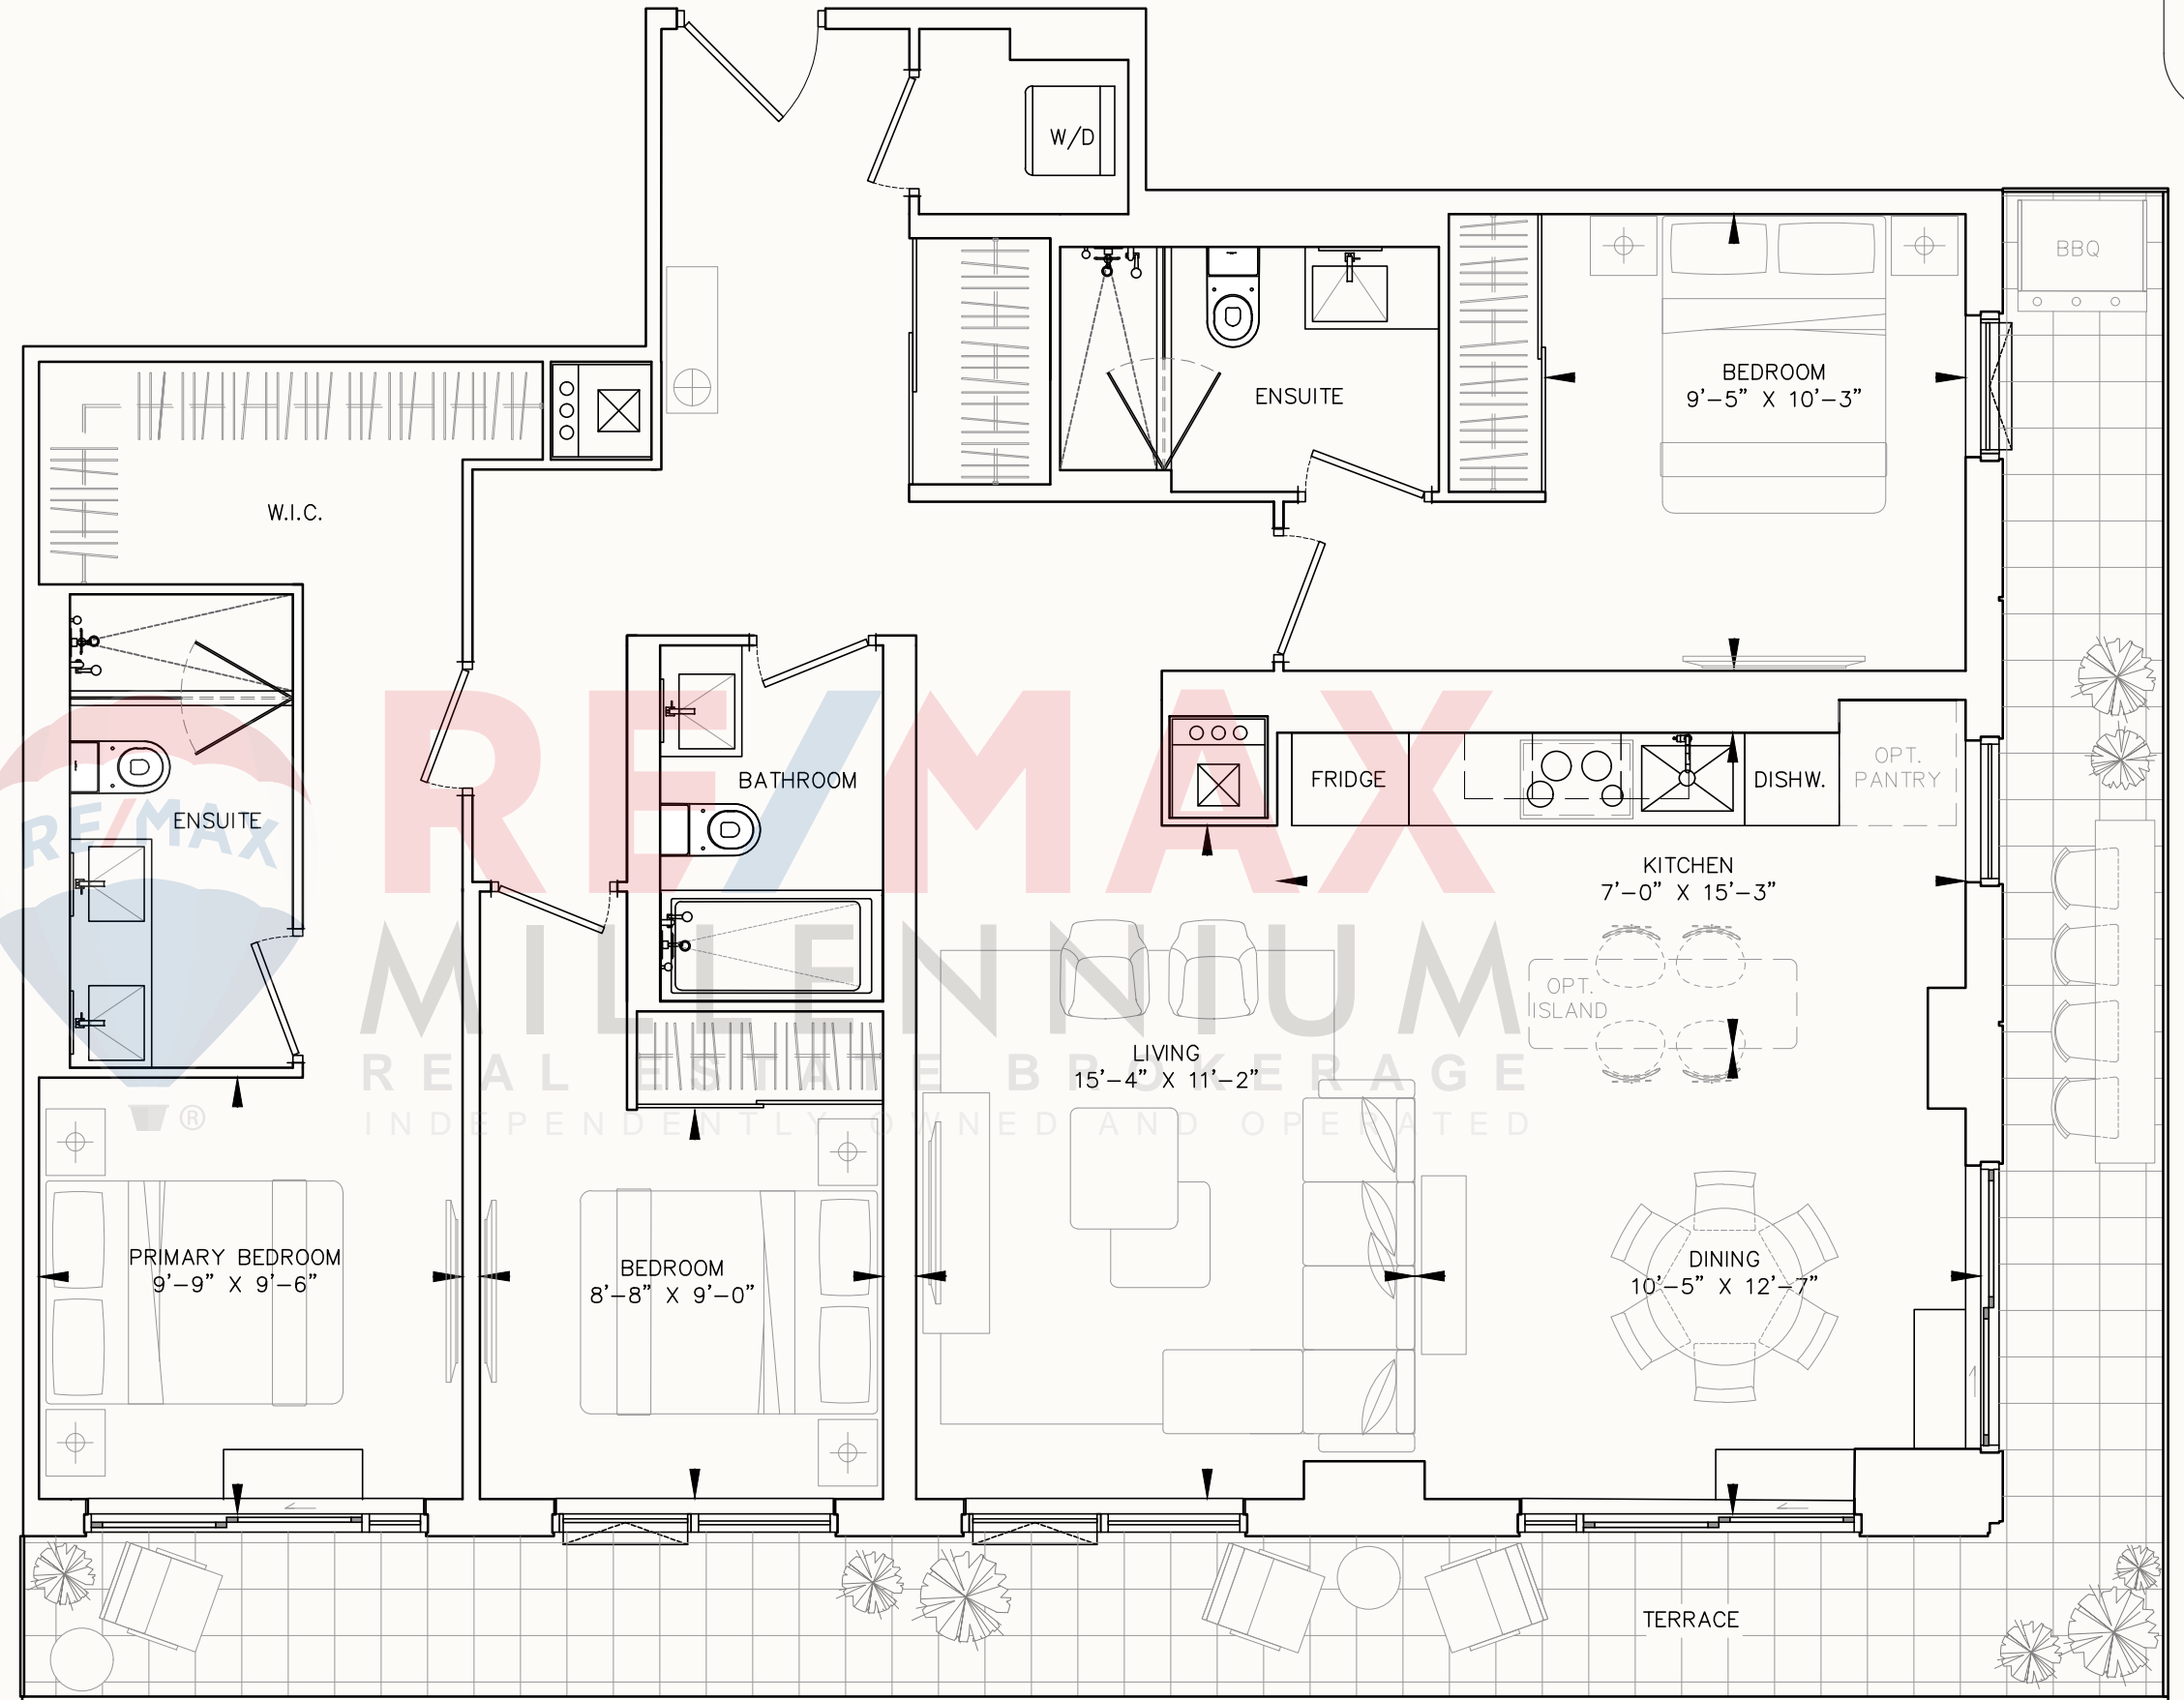 W/D
BBQ
BEDROOM
9'-5" X 10'-3"
ENSUITE
W.I.C.
FRIDGE
DISHW.
OPT.
PANTRY
BATHROOM
ENSUITE
KITCHEN
7'-0" X 15'-3"
OPT.
ISLAND
LIVING
15'-4" X 11'-2"
PRIMARY BEDROOM
9'-9" X 9'-6"
BEDROOM
8'-8" X 9'-0"
DINING
10'-5" X 12'-7"
TERRACE
RE/MAX
RE/MAX
MILLENNIUM
REAL ESTATE BROKERAGE
INDEPENDENTLY OWNED AND OPERATED
®